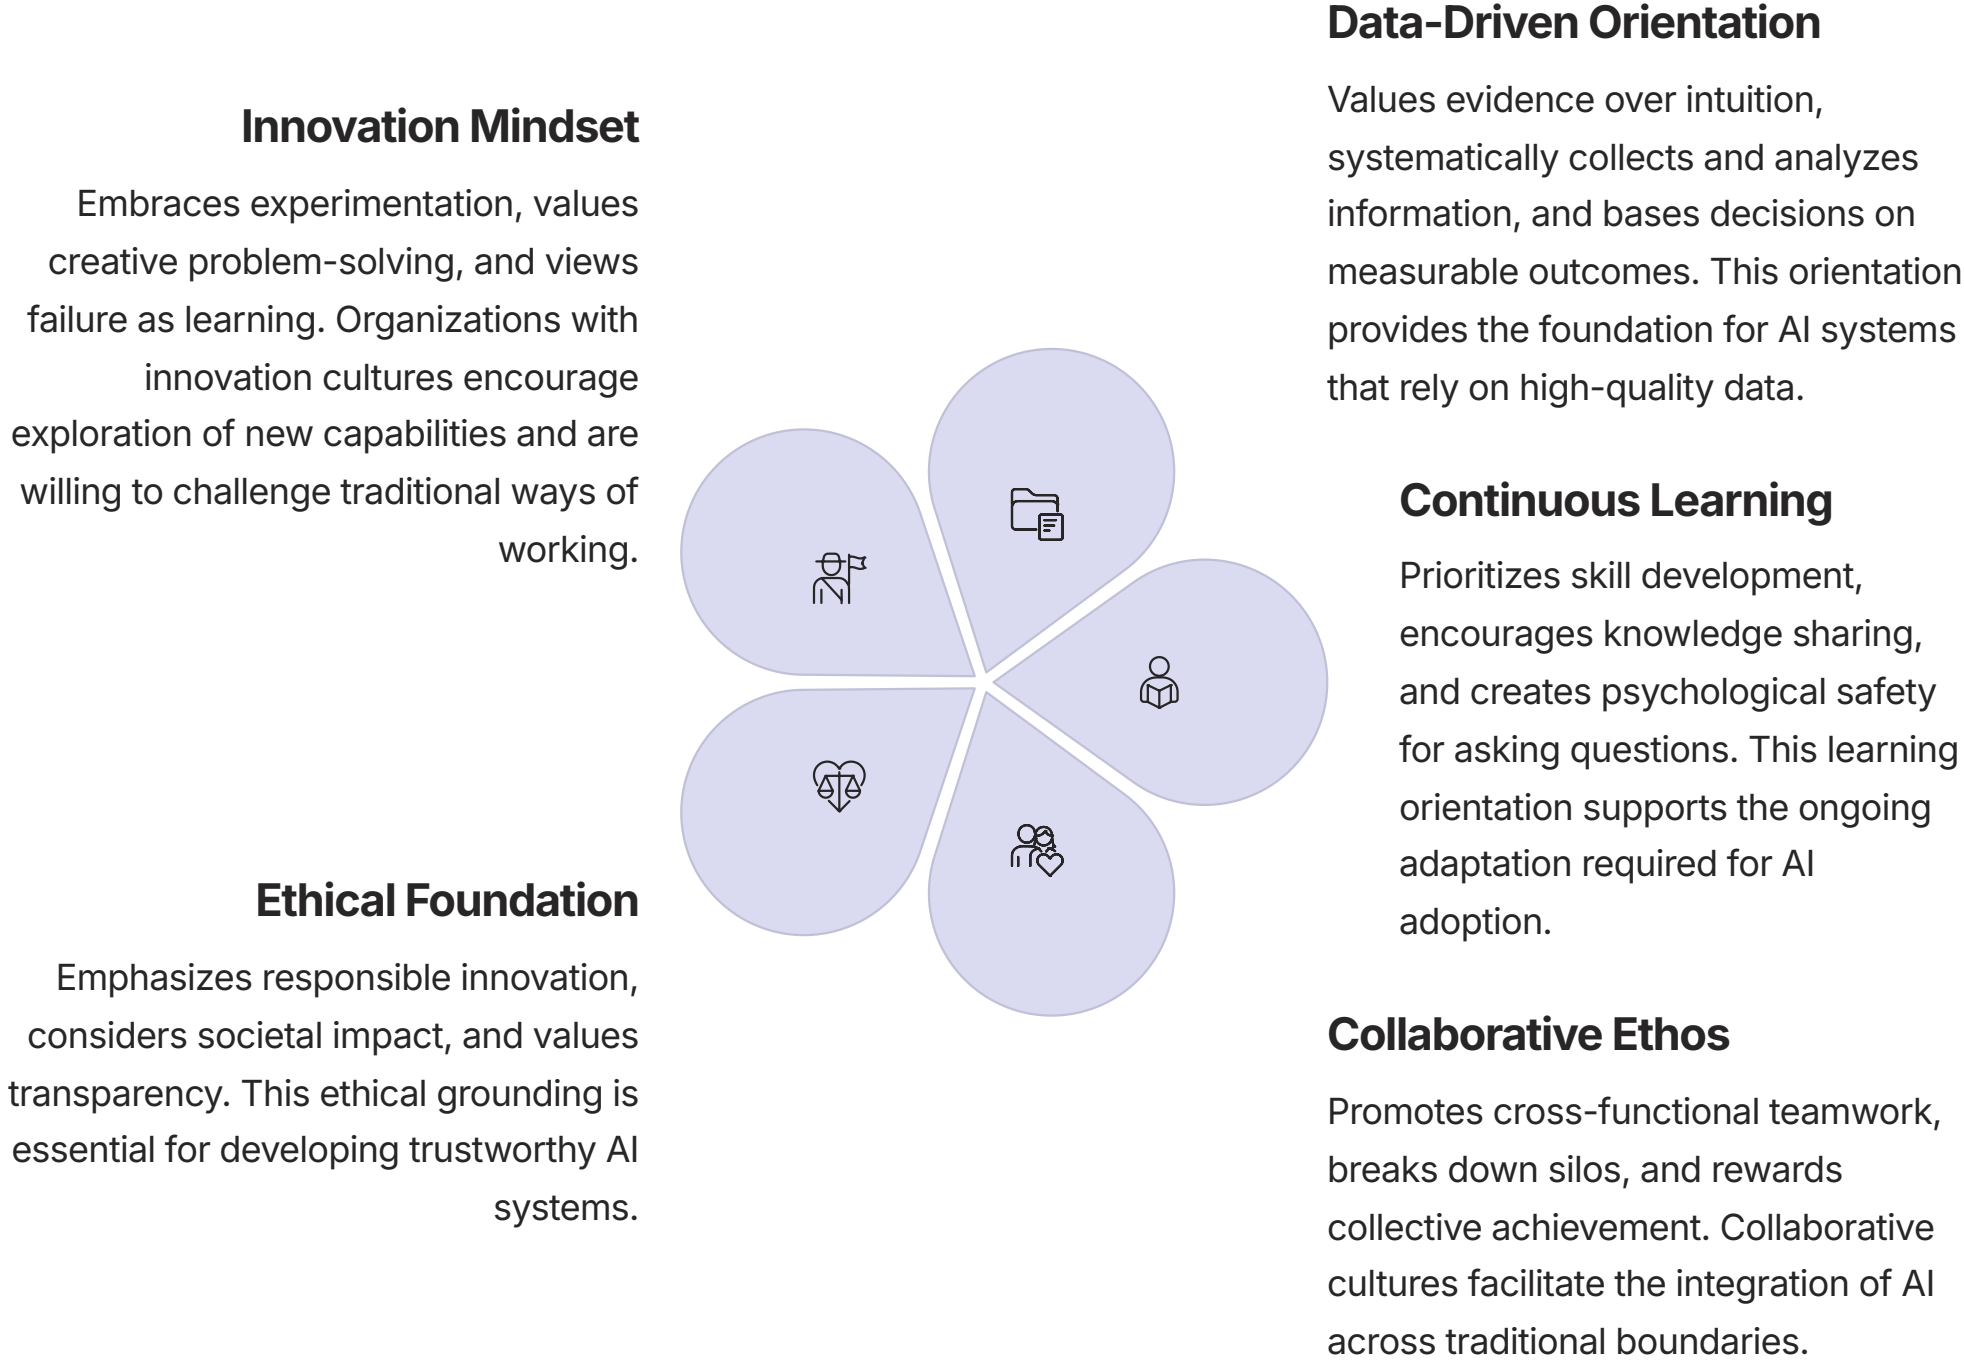 Innovation Mindset
Embraces experimentation, values
creative problem-solving, and views
failure as learning. Organizations with
innovation cultures encourage
exploration of new capabilities and are
willing to challenge traditional ways of
working.
Data-Driven Orientation
Values evidence over intuition,
systematically collects and analyzes
information, and bases decisions on
measurable outcomes. This orientation
provides the foundation for AI systems
that rely on high-quality data.
Continuous Learning
Prioritizes skill development,
encourages knowledge sharing,
and creates psychological safety
for asking questions. This learning
orientation supports the ongoing
adaptation required for AI
adoption.
Collaborative Ethos
Promotes cross-functional teamwork,
breaks down silos, and rewards
collective achievement. Collaborative
cultures facilitate the integration of AI
across traditional boundaries.
Ethical Foundation
Emphasizes responsible innovation,
considers societal impact, and values
transparency. This ethical grounding is
essential for developing trustworthy AI
systems.